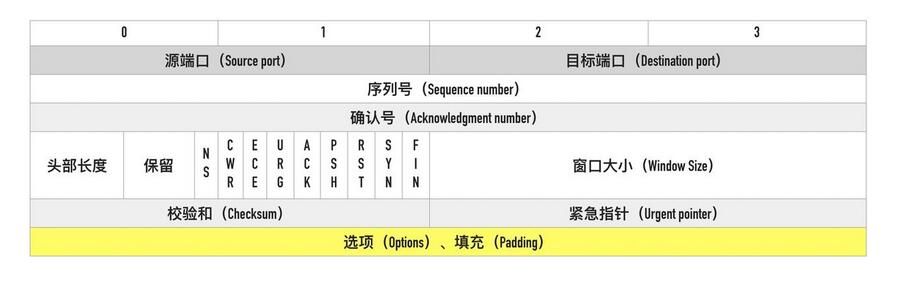 0 1 2 3
源端口（Source port） 目标端口（Destination port）
序列号（Sequence number）
确认号（Acknowledgment number）
头部长度 保留 NS CWR ECE URG ACK PSH RST SYN FIN 窗口大小（Window Size）
校验和（Checksum） 紧急指针（Urgent pointer）
选项（Options）、填充（Padding）